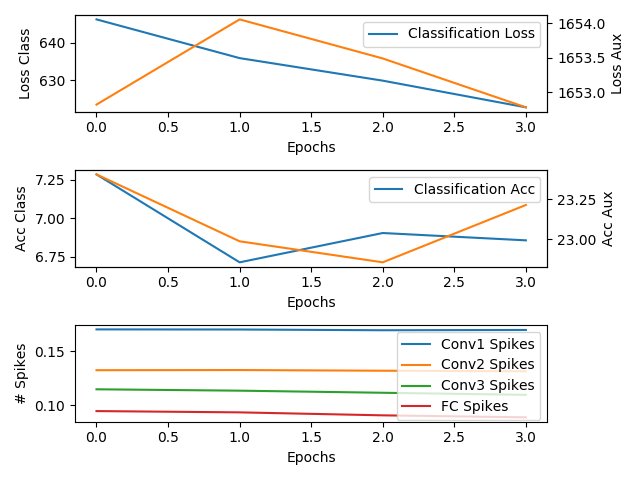 Classification Loss
Loss Class
640
630
1654.0
1653.5
1653.0
Loss Aux
0.0 0.5 1.0 1.5 2.0 2.5 3.0
Epochs
Classification Acc
Acc Class
7.25
7.00
6.75
23.25
23.00
Acc Aux
0.0 0.5 1.0 1.5 2.0 2.5 3.0
Epochs
# Spikes
0.15
0.10
Conv1 Spikes
Conv2 Spikes
Conv3 Spikes
FC Spikes
0.0 0.5 1.0 1.5 2.0 2.5 3.0
Epochs